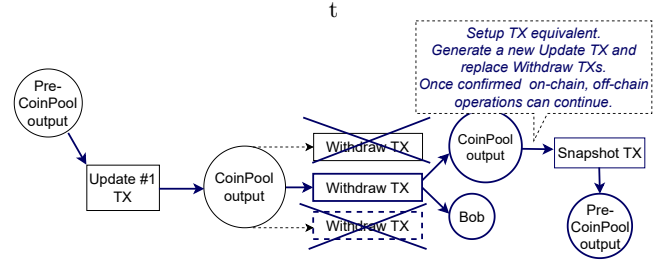 t
Setup TX equivalent.
Generate a new Update TX and
replace Withdraw TXs.
Once confirmed on-chain, off-chain
operations can continue.
Pre-
CoinPool
output
Update #1
TX
CoinPool
output
Withdraw TX
Withdraw TX
Withdraw TX
CoinPool
output
Bob
Snapshot TX
Pre-
CoinPool
output